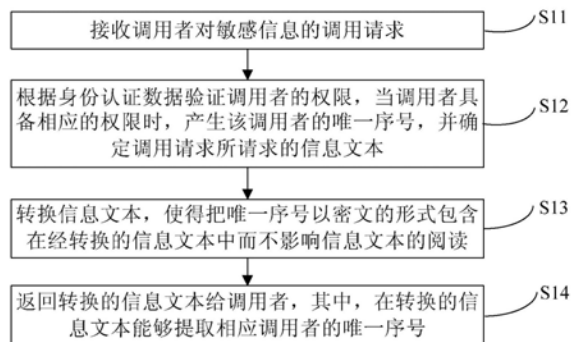 接收调用者对敏感信息的调用请求
S11
根据身份认证数据验证调用者的权限，当调用者具
备相应的权限时，产生该调用者的唯一序号，并确
定调用请求所请求的信息文本
S12
转换信息文本，使得把唯一序号以密文的形式包含
在经转换的信息文本中而不影响信息文本的阅读
S13
返回转换的信息文本给调用者，其中，在转换的信
息文本能够提取相应调用者的唯一序号
S14